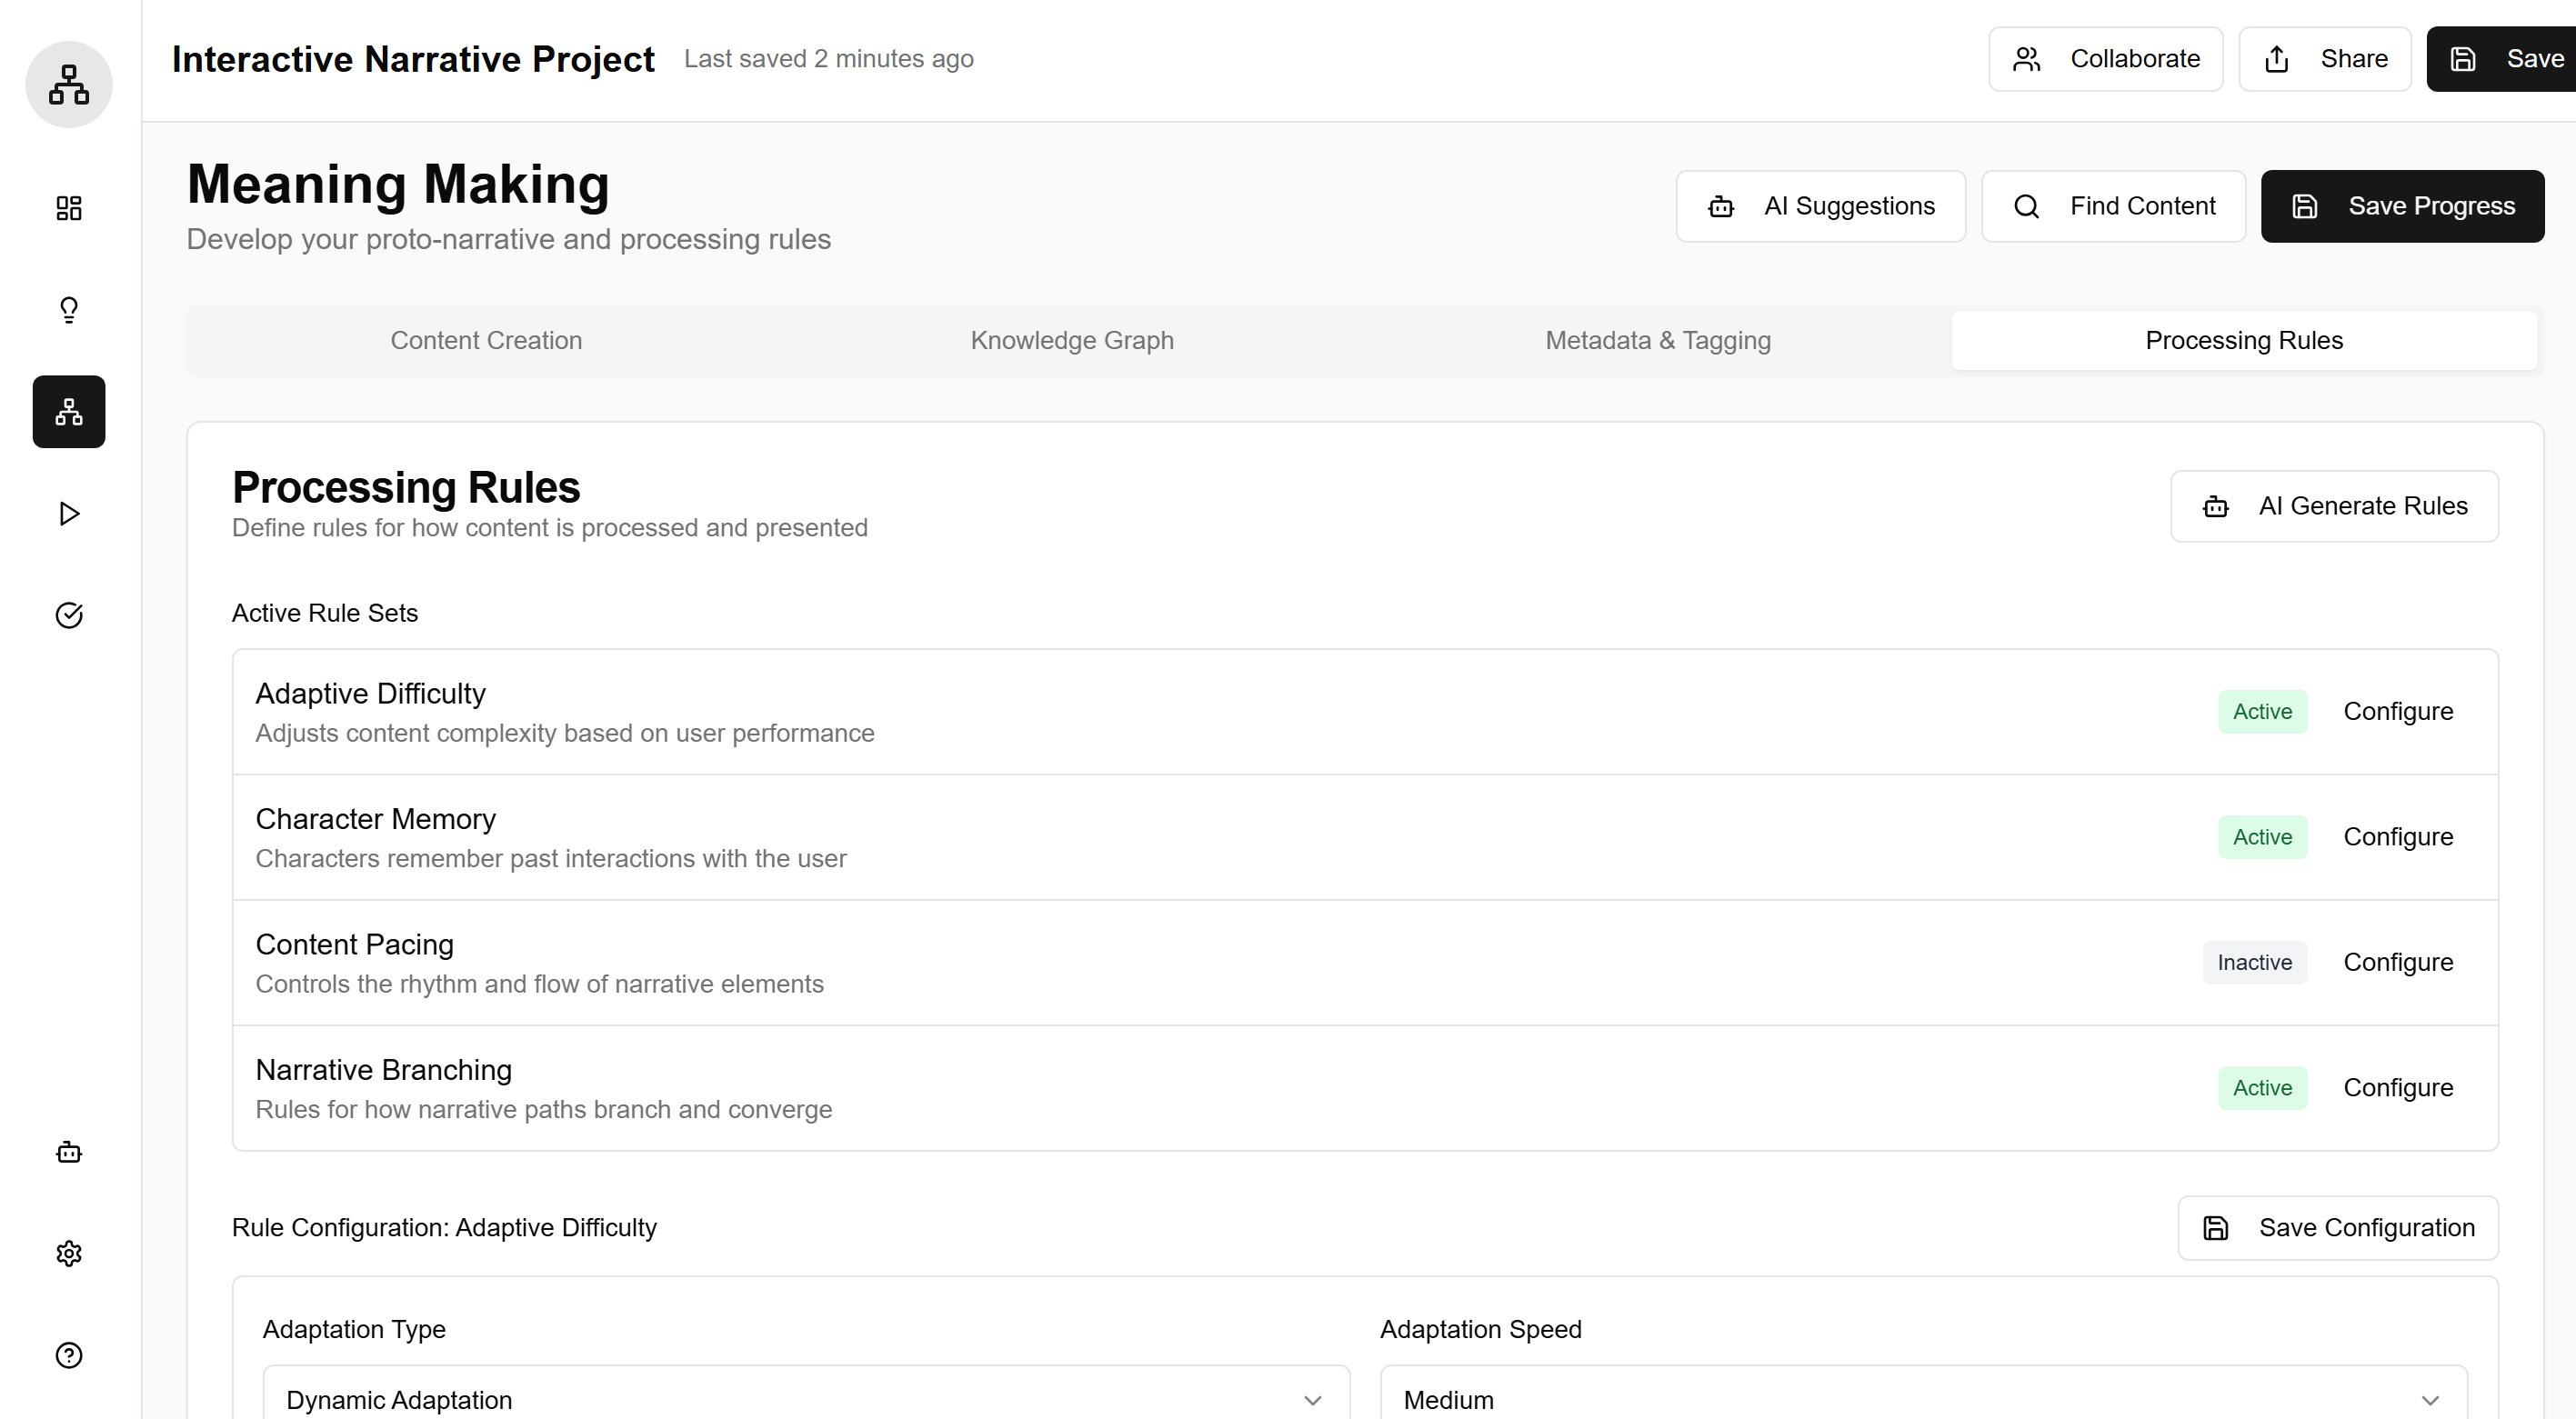 Interactive Narrative Project
Last saved 2 minutes ago
Collaborate
Share
Save
Meaning Making
Develop your proto-narrative and processing rules
AI Suggestions
Find Content
Save Progress
Content Creation
Knowledge Graph
Metadata & Tagging
Processing Rules
Processing Rules
Define rules for how content is processed and presented
AI Generate Rules
Active Rule Sets
Adaptive Difficulty
Adjusts content complexity based on user performance
Active
Configure
Character Memory
Characters remember past interactions with the user
Active
Configure
Content Pacing
Controls the rhythm and flow of narrative elements
Inactive
Configure
Narrative Branching
Rules for how narrative paths branch and converge
Active
Configure
Rule Configuration: Adaptive Difficulty
Save Configuration
Adaptation Type
Adaptation Speed
Dynamic Adaptation
Medium